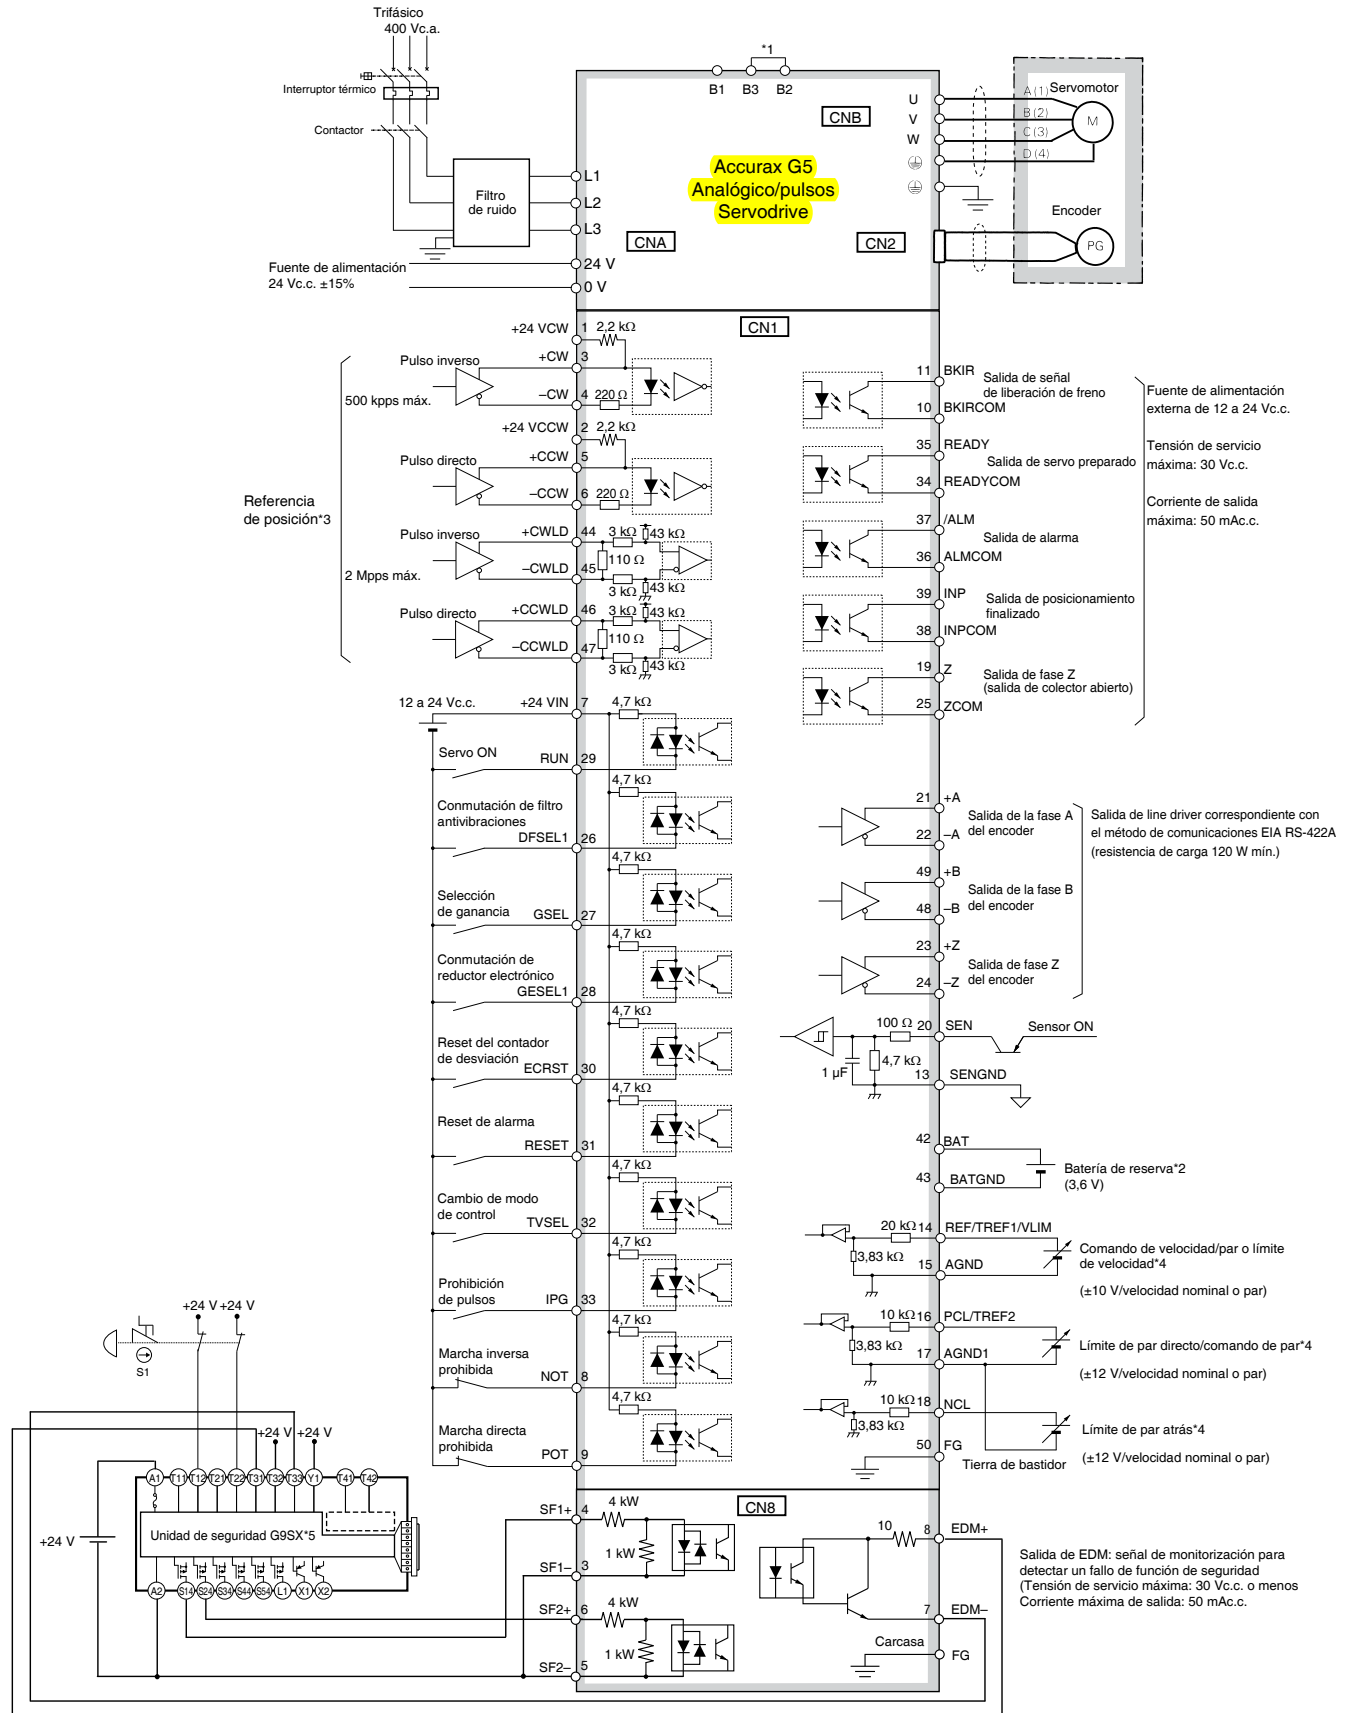 Trifásico
400 Vc.a.
Interruptor térmico
Contactor
Filtro
de ruido
*1
B1 B3 B2
CNB
U
V
W
A (1)
B (2)
C (3)
D (4)
Servomotor
M
Accurax G5
Analógico/pulsos
Servodrive
L1
L2
L3
CNA
CN2
Encoder
PG
Fuente de alimentación
24 Vc.c. ±15%
24 V
0 V
CN1
Referencia
de posición*3
500 kpps máx.
2 Mpps máx.
+24 VCW 1 2,2 kΩ
Pulso inverso
+CW 3
–CW 4 220 Ω
+24 VCCW 2 2,2 kΩ
Pulso directo
+CCW 5
–CCW 6 220 Ω
Pulso inverso
+CWLD 44 3 kΩ 43 kΩ
110 Ω
–CWLD 45
3 kΩ 43 kΩ
Pulso directo
+CCWLD 46 3 kΩ 43 kΩ
110 Ω
–CCWLD 47
3 kΩ 43 kΩ
12 a 24 Vc.c.
+24 VIN 7 4,7 kΩ
Servo ON
RUN 29
4,7 kΩ
Conmutación de filtro
antivibraciones
DFSEL1 26
4,7 kΩ
Selección
de ganancia
GSEL 27
4,7 kΩ
Conmutación de
reductor electrónico
GESEL1 28
4,7 kΩ
Reset del contador
de desviación
ECRST 30
4,7 kΩ
Reset de alarma
RESET 31
4,7 kΩ
Cambio de modo
de control
TVSEL 32
4,7 kΩ
Prohibición
de pulsos
IPG 33
4,7 kΩ
Marcha inversa
prohibida
NOT 8
4,7 kΩ
Marcha directa
prohibida
POT 9
11 BKIR
Salida de señal
de liberación de freno
10 BKIRCOM
35 READY
Salida de servo preparado
34 READYCOM
37 /ALM
Salida de alarma
36 ALMCOM
39 INP
Salida de posicionamiento
finalizado
38 INPCOM
19 Z
Salida de fase Z
(salida de colector abierto)
25 ZCOM
Fuente de alimentación
externa de 12 a 24 Vc.c.
Tensión de servicio
máxima: 30 Vc.c.
Corriente de salida
máxima: 50 mAc.c.
21 +A
Salida de la fase A
del encoder
22 –A
49 +B
Salida de la fase B
del encoder
48 –B
23 +Z
Salida de fase Z
del encoder
24 –Z
Salida de line driver correspondiente con
el método de comunicaciones EIA RS-422A
(resistencia de carga 120 W mín.)
100 Ω 20 SEN
Sensor ON
4,7 kΩ
1 µF
13 SENGND
42 BAT
43 BATGND
Batería de reserva*2
(3,6 V)
20 kΩ 14 REF/TREF1/VLIM
3,83 kΩ
15 AGND
Comando de velocidad/par o límite
de velocidad*4
(±10 V/velocidad nominal o par)
10 kΩ 16 PCL/TREF2
3,83 kΩ
17 AGND1
Límite de par directo/comando de par*4
(±12 V/velocidad nominal o par)
10 kΩ 18 NCL
3,83 kΩ
Límite de par atrás*4
(±12 V/velocidad nominal o par)
50 FG
Tierra de bastidor
+24 V +24 V
S1
+24 V +24 V
A1 T11 T12 T21 T22 T31 T32 T33 Y1 T41 T42
Unidad de seguridad G9SX*5
+24 V
A2 S14 S24 S34 S44 S54 L1 X1 X2
CN8
SF1+ 4 4 kW
1 kW
SF1– 3
SF2+ 6 4 kW
1 kW
SF2– 5
10 8 EDM+
7 EDM–
Carcasa
FG
Salida de EDM: señal de monitorización para
detectar un fallo de función de seguridad
(Tensión de servicio máxima: 30 Vc.c. o menos
Corriente máxima de salida: 50 mAc.c.